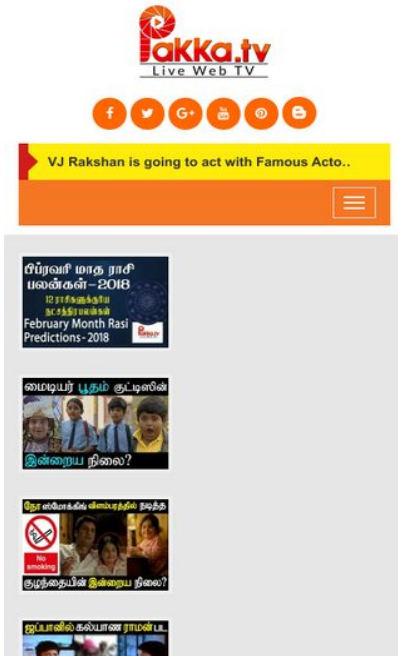 Pakka.tv
Live Web TV
VJ Rakshan is going to act with Famous Acto..
பிப்ரவரி மாத ராசி
பலன்கள்-2018
12 ராசிகளுக்குரிய
நட்சத்திரபலன்கள்
February Month Rasi
Predictions- 2018
மைடியர் பூதம் குட்டிஸின்
இன்றைய நிலை?
நோ ஸ்மோக்கிங் விளம்பரத்தில் நடித்த
No
smoking
குழந்தையின் இன்றைய நிலை?
ஜப்பானில் கல்யாண ராமன் பட